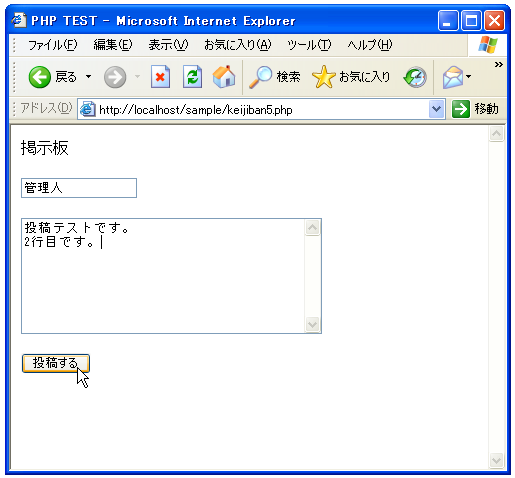 PHP TEST - Microsoft Internet Explorer
ファイル(F) 編集(E) 表示(V) お気に入り(A) ツール(T) ヘルプ(H)
戻る 検索 お気に入り
アドレス(D) http://localhost/sample/keijiban5.php 移動
掲示板
管理人
投稿テストです。
2行目です。
投稿する